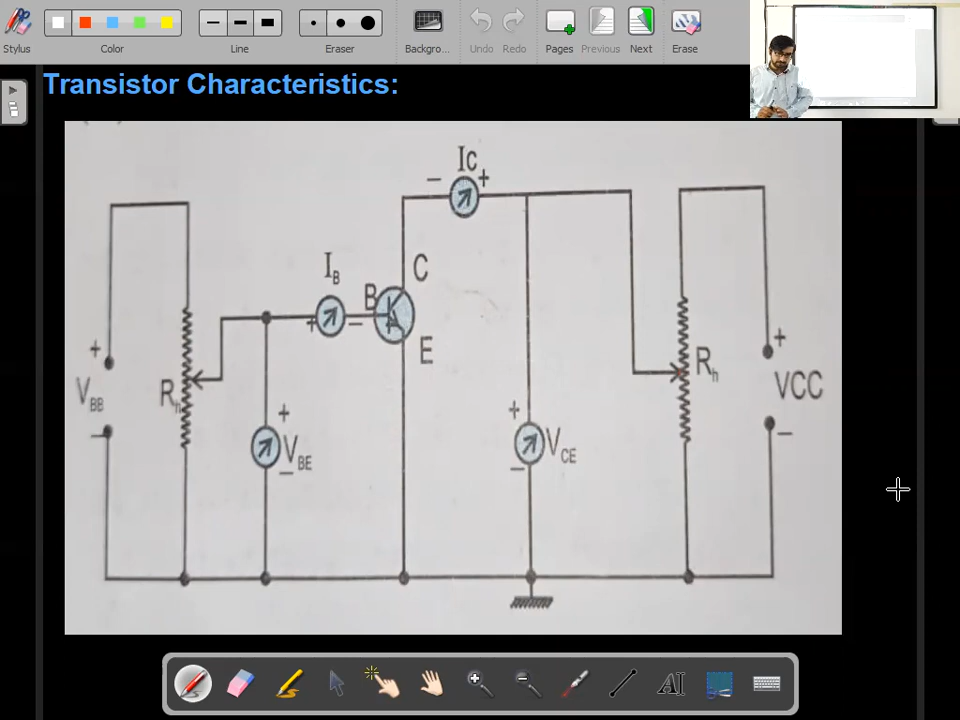 Stylus
Color
Line
Eraser
Backgro...
Undo
Redo
Pages
Previous
Next
Erase
Transistor Characteristics:
IC
− +
I_B
C
B
+ −
E
+
V_BB
−
R_h
+
V_BE
−
+
V_CE
−
R_h
+
VCC
−
AI